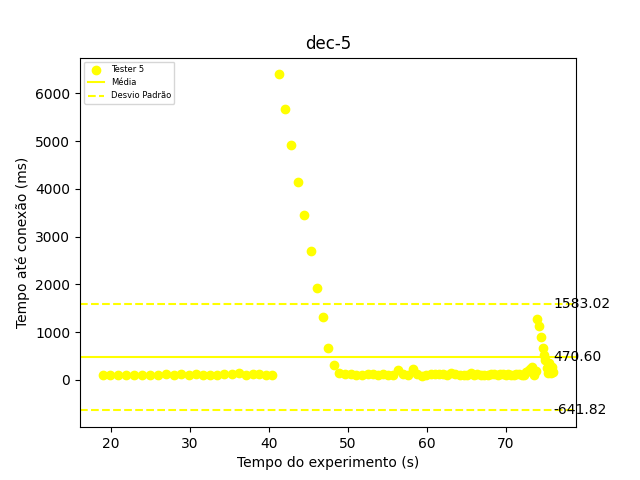 dec-5
Tester 5
Média
Desvio Padrão
Tempo até conexão (ms)
6000
5000
4000
3000
2000
1000
0
1583.02
470.60
-641.82
20
30
40
50
60
70
Tempo do experimento (s)